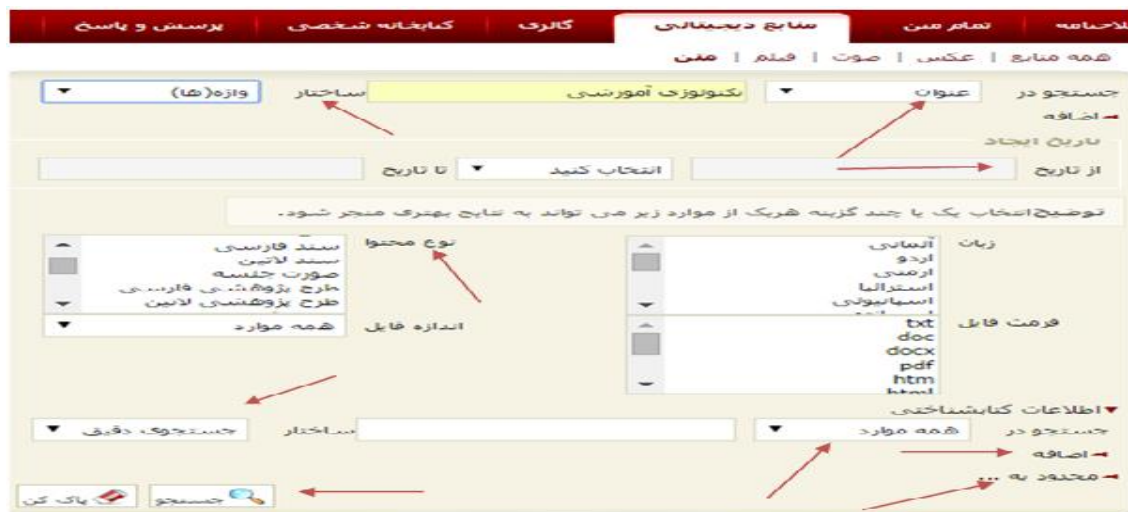 تمام متن منابع دیجیتالی گالری کتابخانه شخصی پرسش و پاسخ
همه منابع | عکس | صوت | فیلم | متن
جستجو در عنوان تکنولوژی آموزشی ساختار واژه(ها)
اضافه
تاریخ ایجاد
از تاریخ انتخاب کنید تا تاریخ
توضیح:انتخاب یک یا چند گزینه هریک از موارد زیر می تواند به نتایج بهتری منجر شود.
زبان
آلمانی
اردو
ارمنی
استرالیا
اسپانیولی
نوع محتوا
سند فارسی
سند لاتین
صورت جلسه
طرح پژوهشی فارسی
طرح پژوهشی لاتین
فرمت فایل
txt
doc
docx
pdf
htm
html
اندازه فایل همه موارد
اطلاعات کتابشناختی
جستجو در همه موارد ساختار جستجوی دقیق
اضافه
محدود به ...
جستجو پاک کن